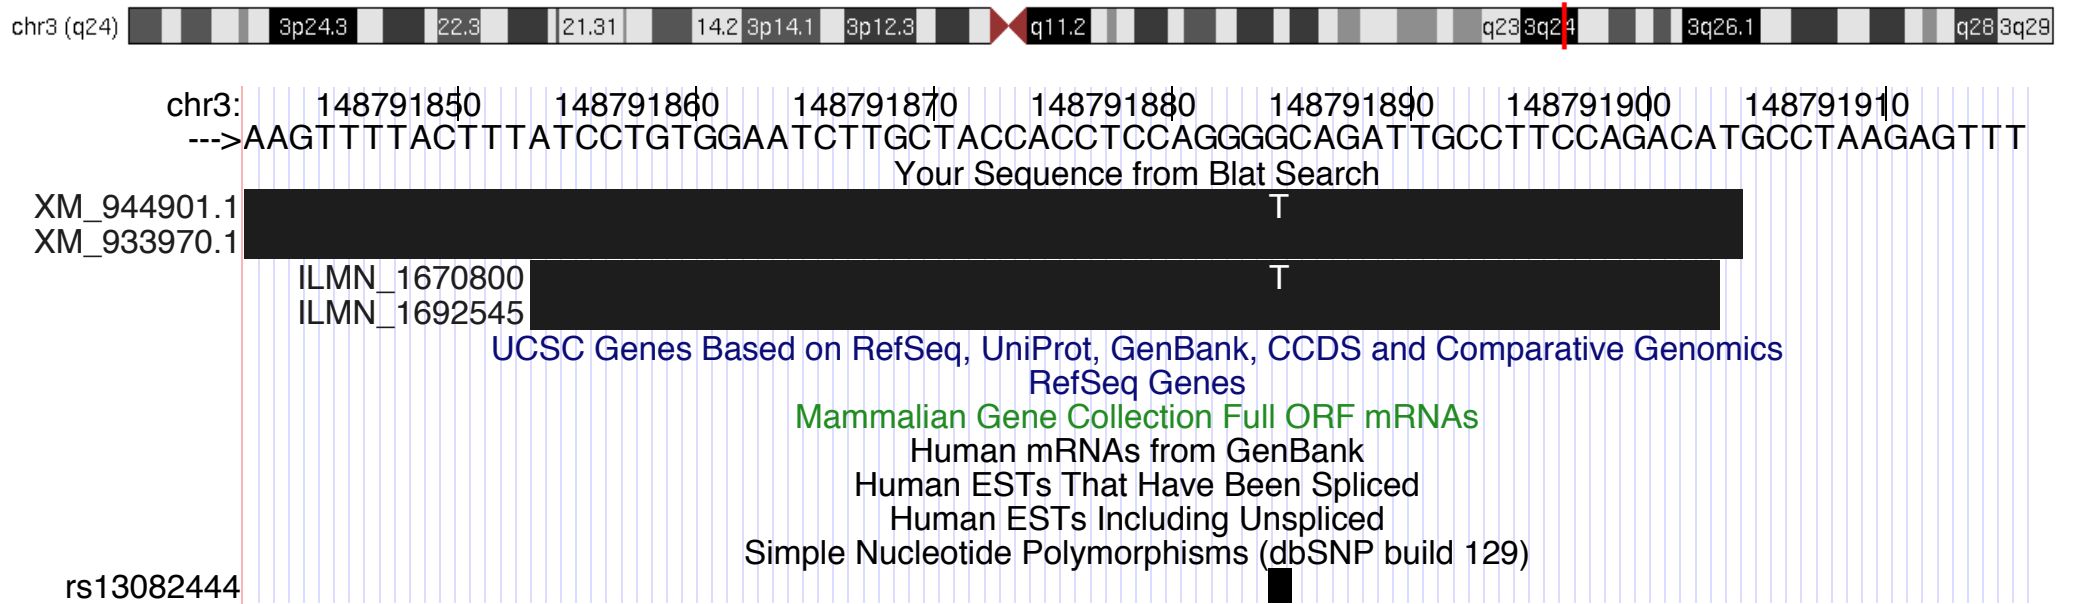 chr3 (q24) 3p24.3 22.3 21.31 14.2 3p14.1 3p12.3 q11.2 q23 3q24 3q26.1 q28 3q29
chr3: 148791850 148791860 148791870 148791880 148791890 148791900 148791910
--->AAGTTTTACTTTATCCTGTGGAATCTTGCTACCACCTCCAGGGGCAGATTGCCTTCCAGACATGCCTAAGAGTTT
Your Sequence from Blat Search
XM_944901.1 T
XM_933970.1
ILMN_1670800 T
ILMN_1692545
UCSC Genes Based on RefSeq, UniProt, GenBank, CCDS and Comparative Genomics
RefSeq Genes
Mammalian Gene Collection Full ORF mRNAs
Human mRNAs from GenBank
Human ESTs That Have Been Spliced
Human ESTs Including Unspliced
Simple Nucleotide Polymorphisms (dbSNP build 129)
rs13082444